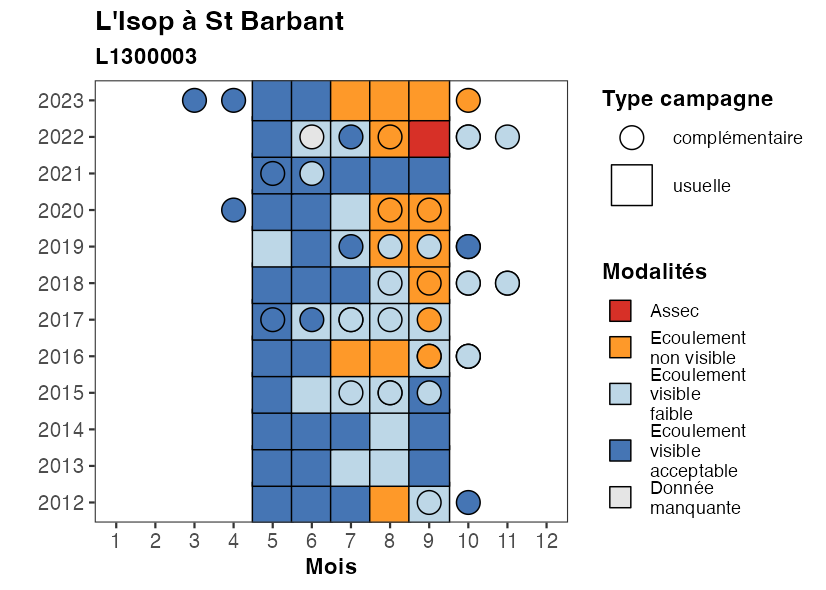 L'Isop à St Barbant
L1300003
2023
2022
2021
2020
2019
2018
2017
2016
2015
2014
2013
2012
1 2 3 4 5 6 7 8 9 10 11 12
Mois
Type campagne
complémentaire
usuelle
Modalités
Assec
Ecoulement
non visible
Ecoulement
visible
faible
Ecoulement
visible
acceptable
Donnée
manquante